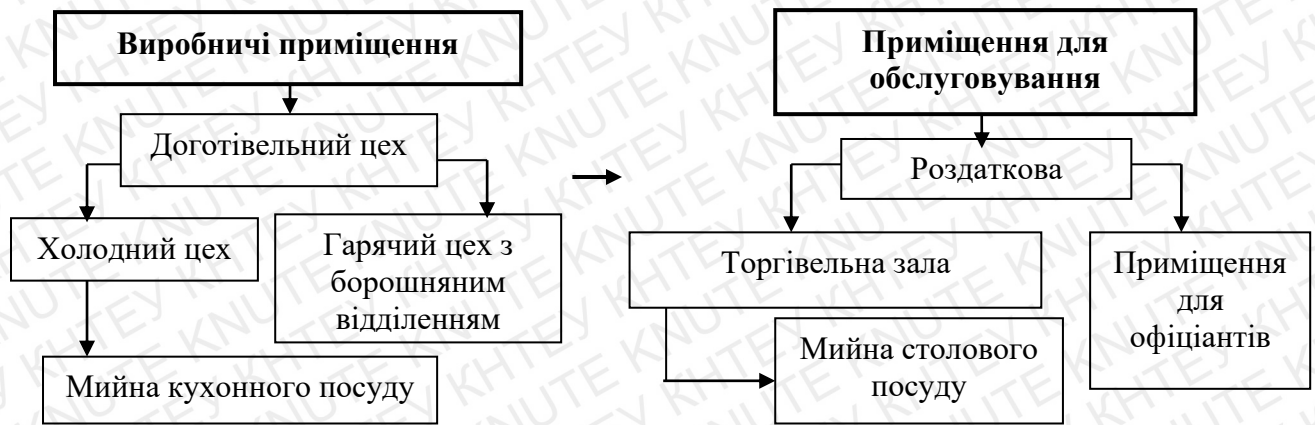 Виробничі приміщення
Доготівельний цех
Холодний цех
Гарячий цех з
борошняним
відділенням
Мийна кухонного посуду
Приміщення для
обслуговування
Роздаткова
Торгівельна зала
Приміщення
для
офіціантів
Мийна столового
посуду